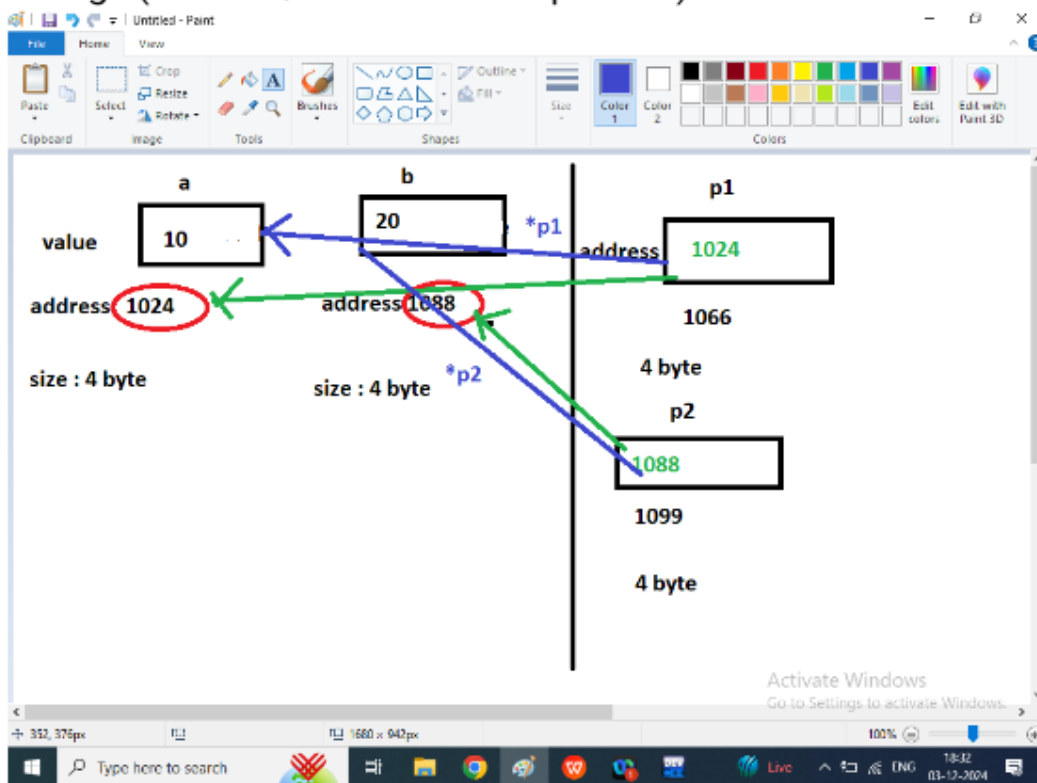 Untitled - Paint
File Home View
Paste
Select
Crop
Resize
Rotate
Brushes
Outline
Fill
Size
Color 1
Color 2
Edit colors
Edit with Paint 3D
Clipboard Image Tools Shapes Colors
a b p1
value 10 20 *p1 address 1024
address 1024 address 1088 1066
size : 4 byte size : 4 byte *p2 4 byte
p2
1088
1099
4 byte
Activate Windows
Go to Settings to activate Windows.
352, 376px 1680 × 942px 100%
Type here to search Live ENG 18:32
03-12-2024